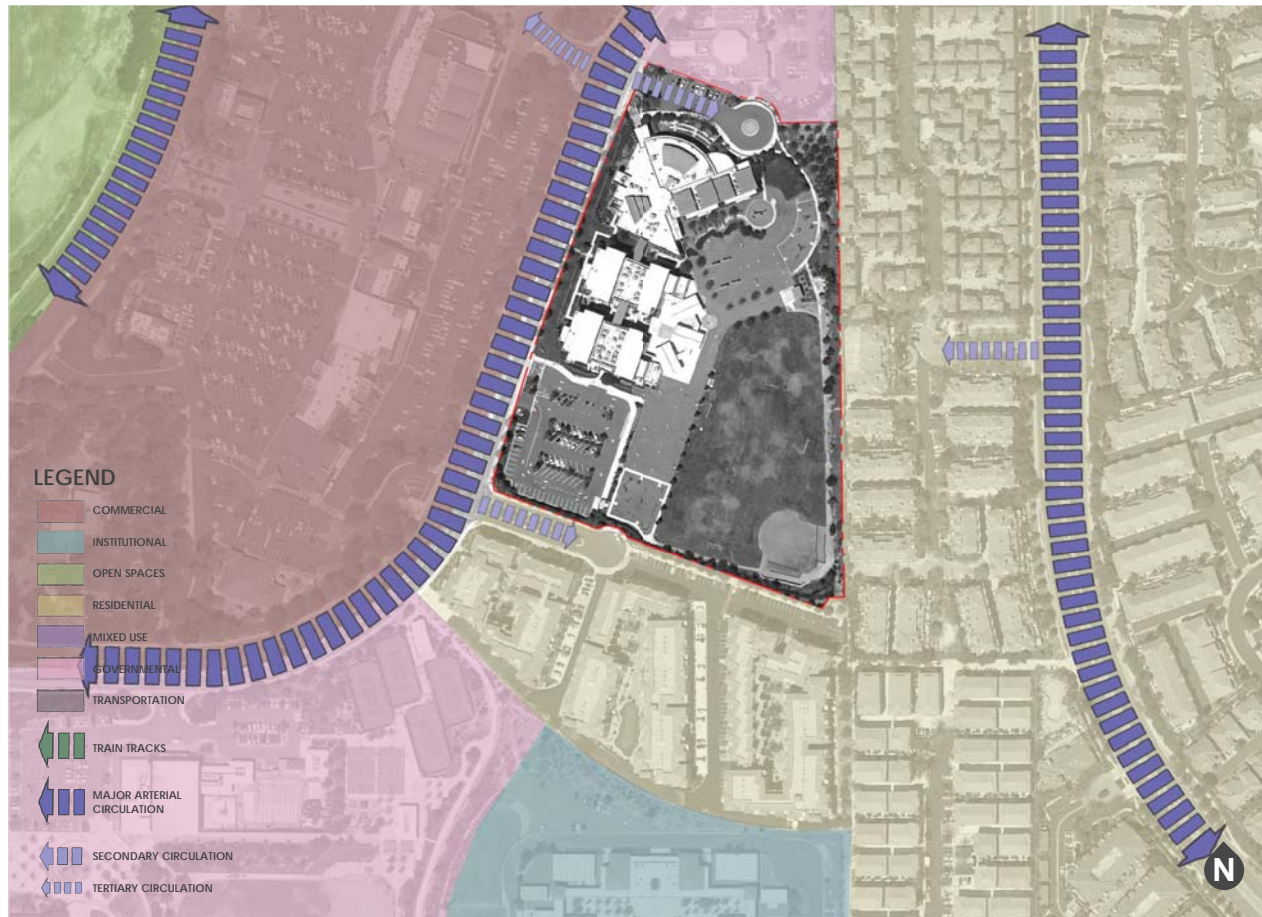 LEGEND
COMMERCIAL
INSTITUTIONAL
OPEN SPACES
RESIDENTIAL
MIXED USE
GOVERNMENTAL
TRANSPORTATION
TRAIN TRACKS
MAJOR ARTERIAL
CIRCULATION
SECONDARY CIRCULATION
TERTIARY CIRCULATION
N